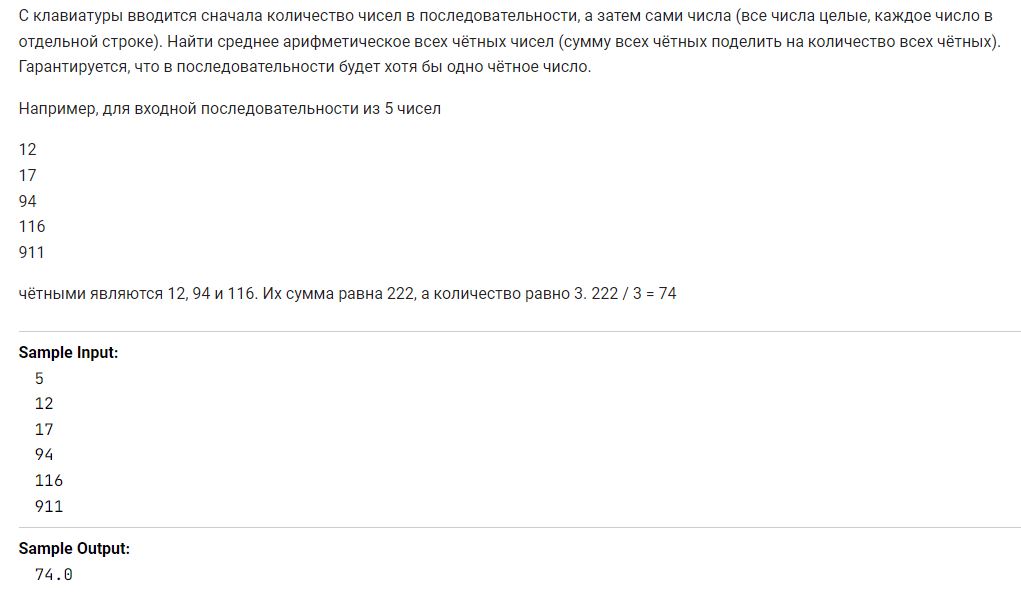 С клавиатуры вводится сначала количество чисел в последовательности, а затем сами числа (все числа целые, каждое число в
отдельной строке). Найти среднее арифметическое всех чётных чисел (сумму всех чётных поделить на количество всех чётных).
Гарантируется, что в последовательности будет хотя бы одно чётное число.
Например, для входной последовательности из 5 чисел
12
17
94
116
911
чётными являются 12, 94 и 116. Их сумма равна 222, а количество равно 3. 222 / 3 = 74
Sample Input:
5
12
17
94
116
911
Sample Output:
74.0